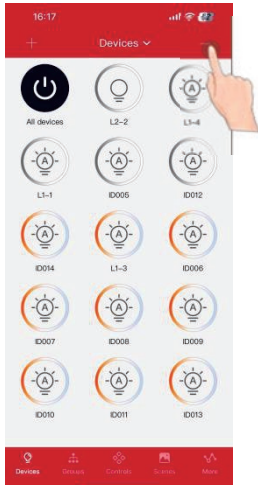 16:17
Devices
All devices L2-2 L1-4
L1-1 ID005 ID012
ID014 L1-3 ID006
ID007 ID008 ID009
ID010 ID011 ID013
Devices Groups Controls Scenes More